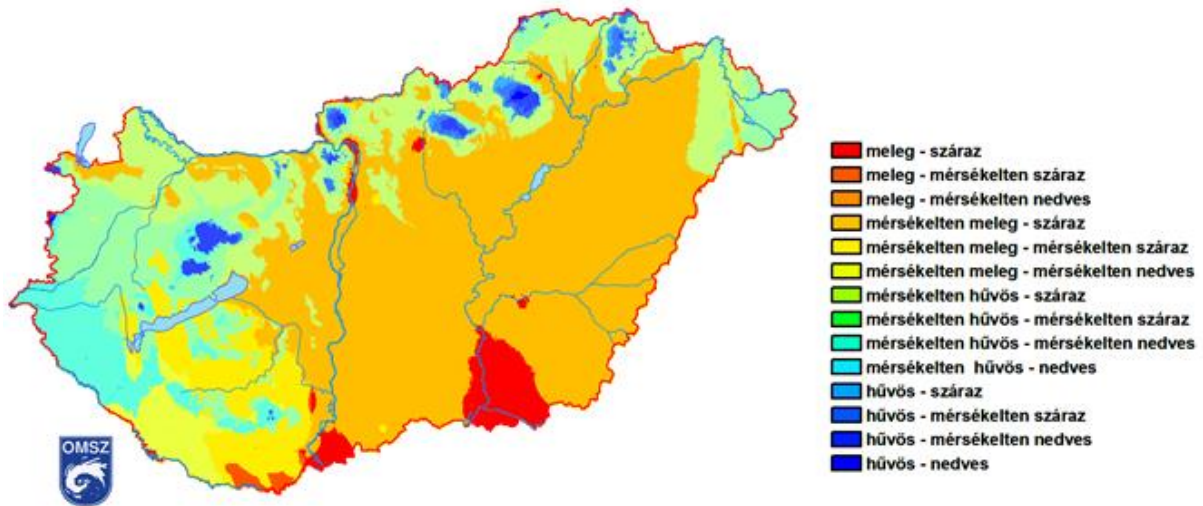 meleg - száraz
meleg - mérsékelten száraz
meleg - mérsékelten nedves
mérsékelten meleg - száraz
mérsékelten meleg - mérsékelten száraz
mérsékelten meleg - mérsékelten nedves
mérsékelten hűvös - száraz
mérsékelten hűvös - mérsékelten száraz
mérsékelten hűvös - mérsékelten nedves
mérsékelten hűvös - nedves
hűvös - száraz
hűvös - mérsékelten száraz
hűvös - mérsékelten nedves
hűvös - nedves
OMSZ